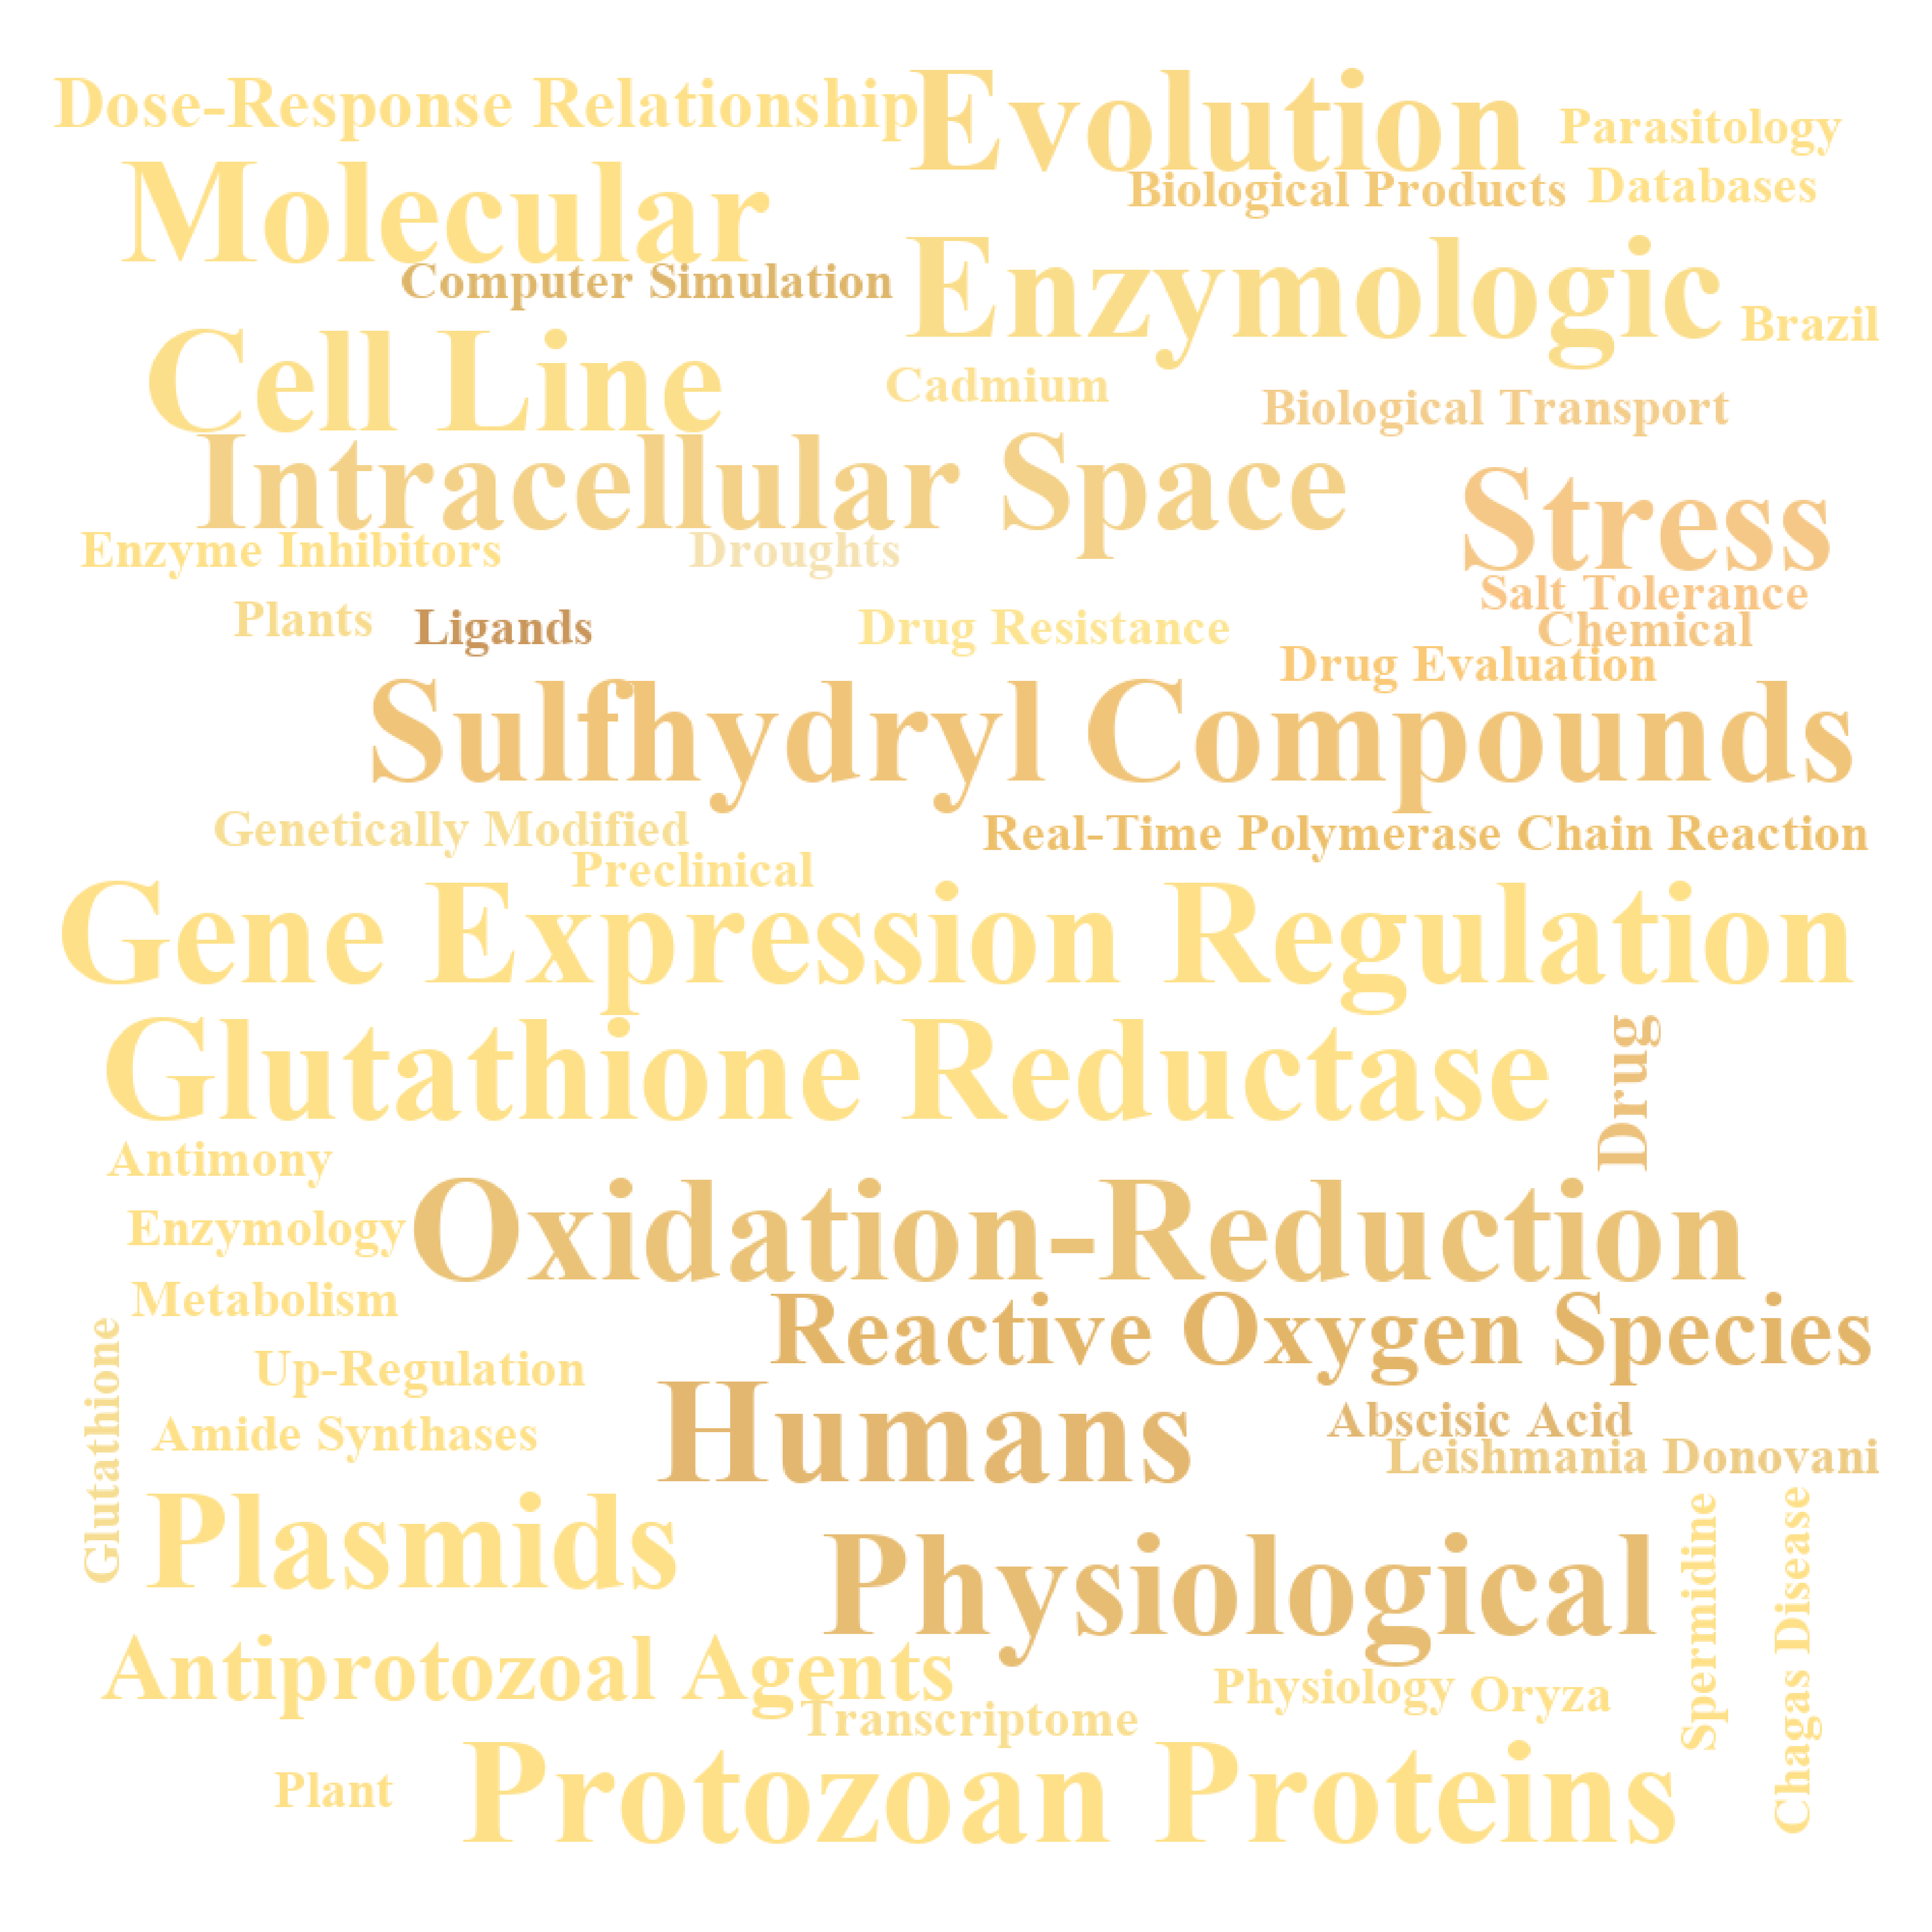 Dose-Response Relationship
Evolution
Parasitology
Molecular
Biological Products
Databases
Computer Simulation
Enzymologic
Brazil
Cell Line
Cadmium
Biological Transport
Intracellular Space
Stress
Enzyme Inhibitors
Droughts
Salt Tolerance
Plants
Ligands
Drug Resistance
Chemical
Drug Evaluation
Sulfhydryl Compounds
Genetically Modified
Real-Time Polymerase Chain Reaction
Preclinical
Gene Expression Regulation
Glutathione Reductase
Drug
Antimony
Enzymology
Oxidation-Reduction
Metabolism
Reactive Oxygen Species
Glutathione
Up-Regulation
Humans
Amide Synthases
Abscisic Acid
Leishmania Donovani
Plasmids
Physiological
Spermidine
Chagas Disease
Antiprotozoal Agents
Physiology
Oryza
Transcriptome
Plant
Protozoan Proteins